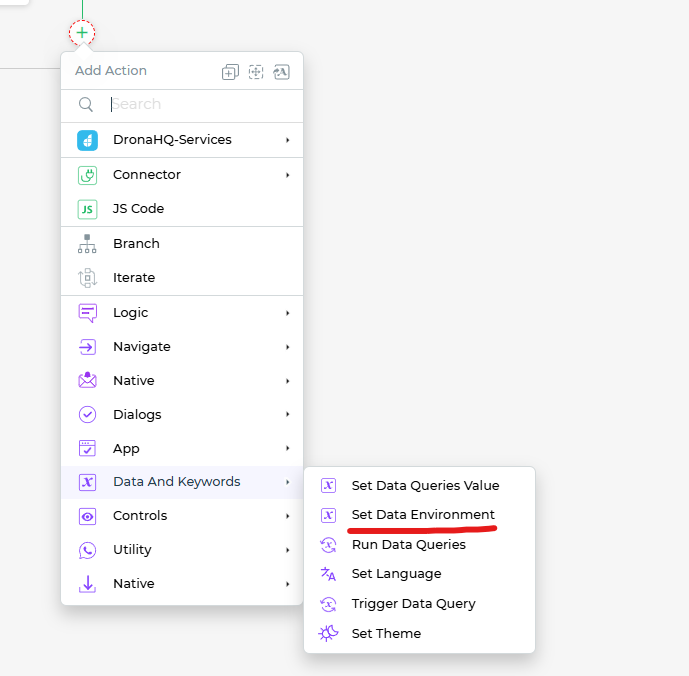 Add Action
Search
DronaHQ-Services
Connector
JS
JS Code
Branch
Iterate
Logic
Navigate
Native
Dialogs
App
Data And Keywords
Controls
Utility
Native
Set Data Queries Value
Set Data Environment
Run Data Queries
Set Language
Trigger Data Query
Set Theme